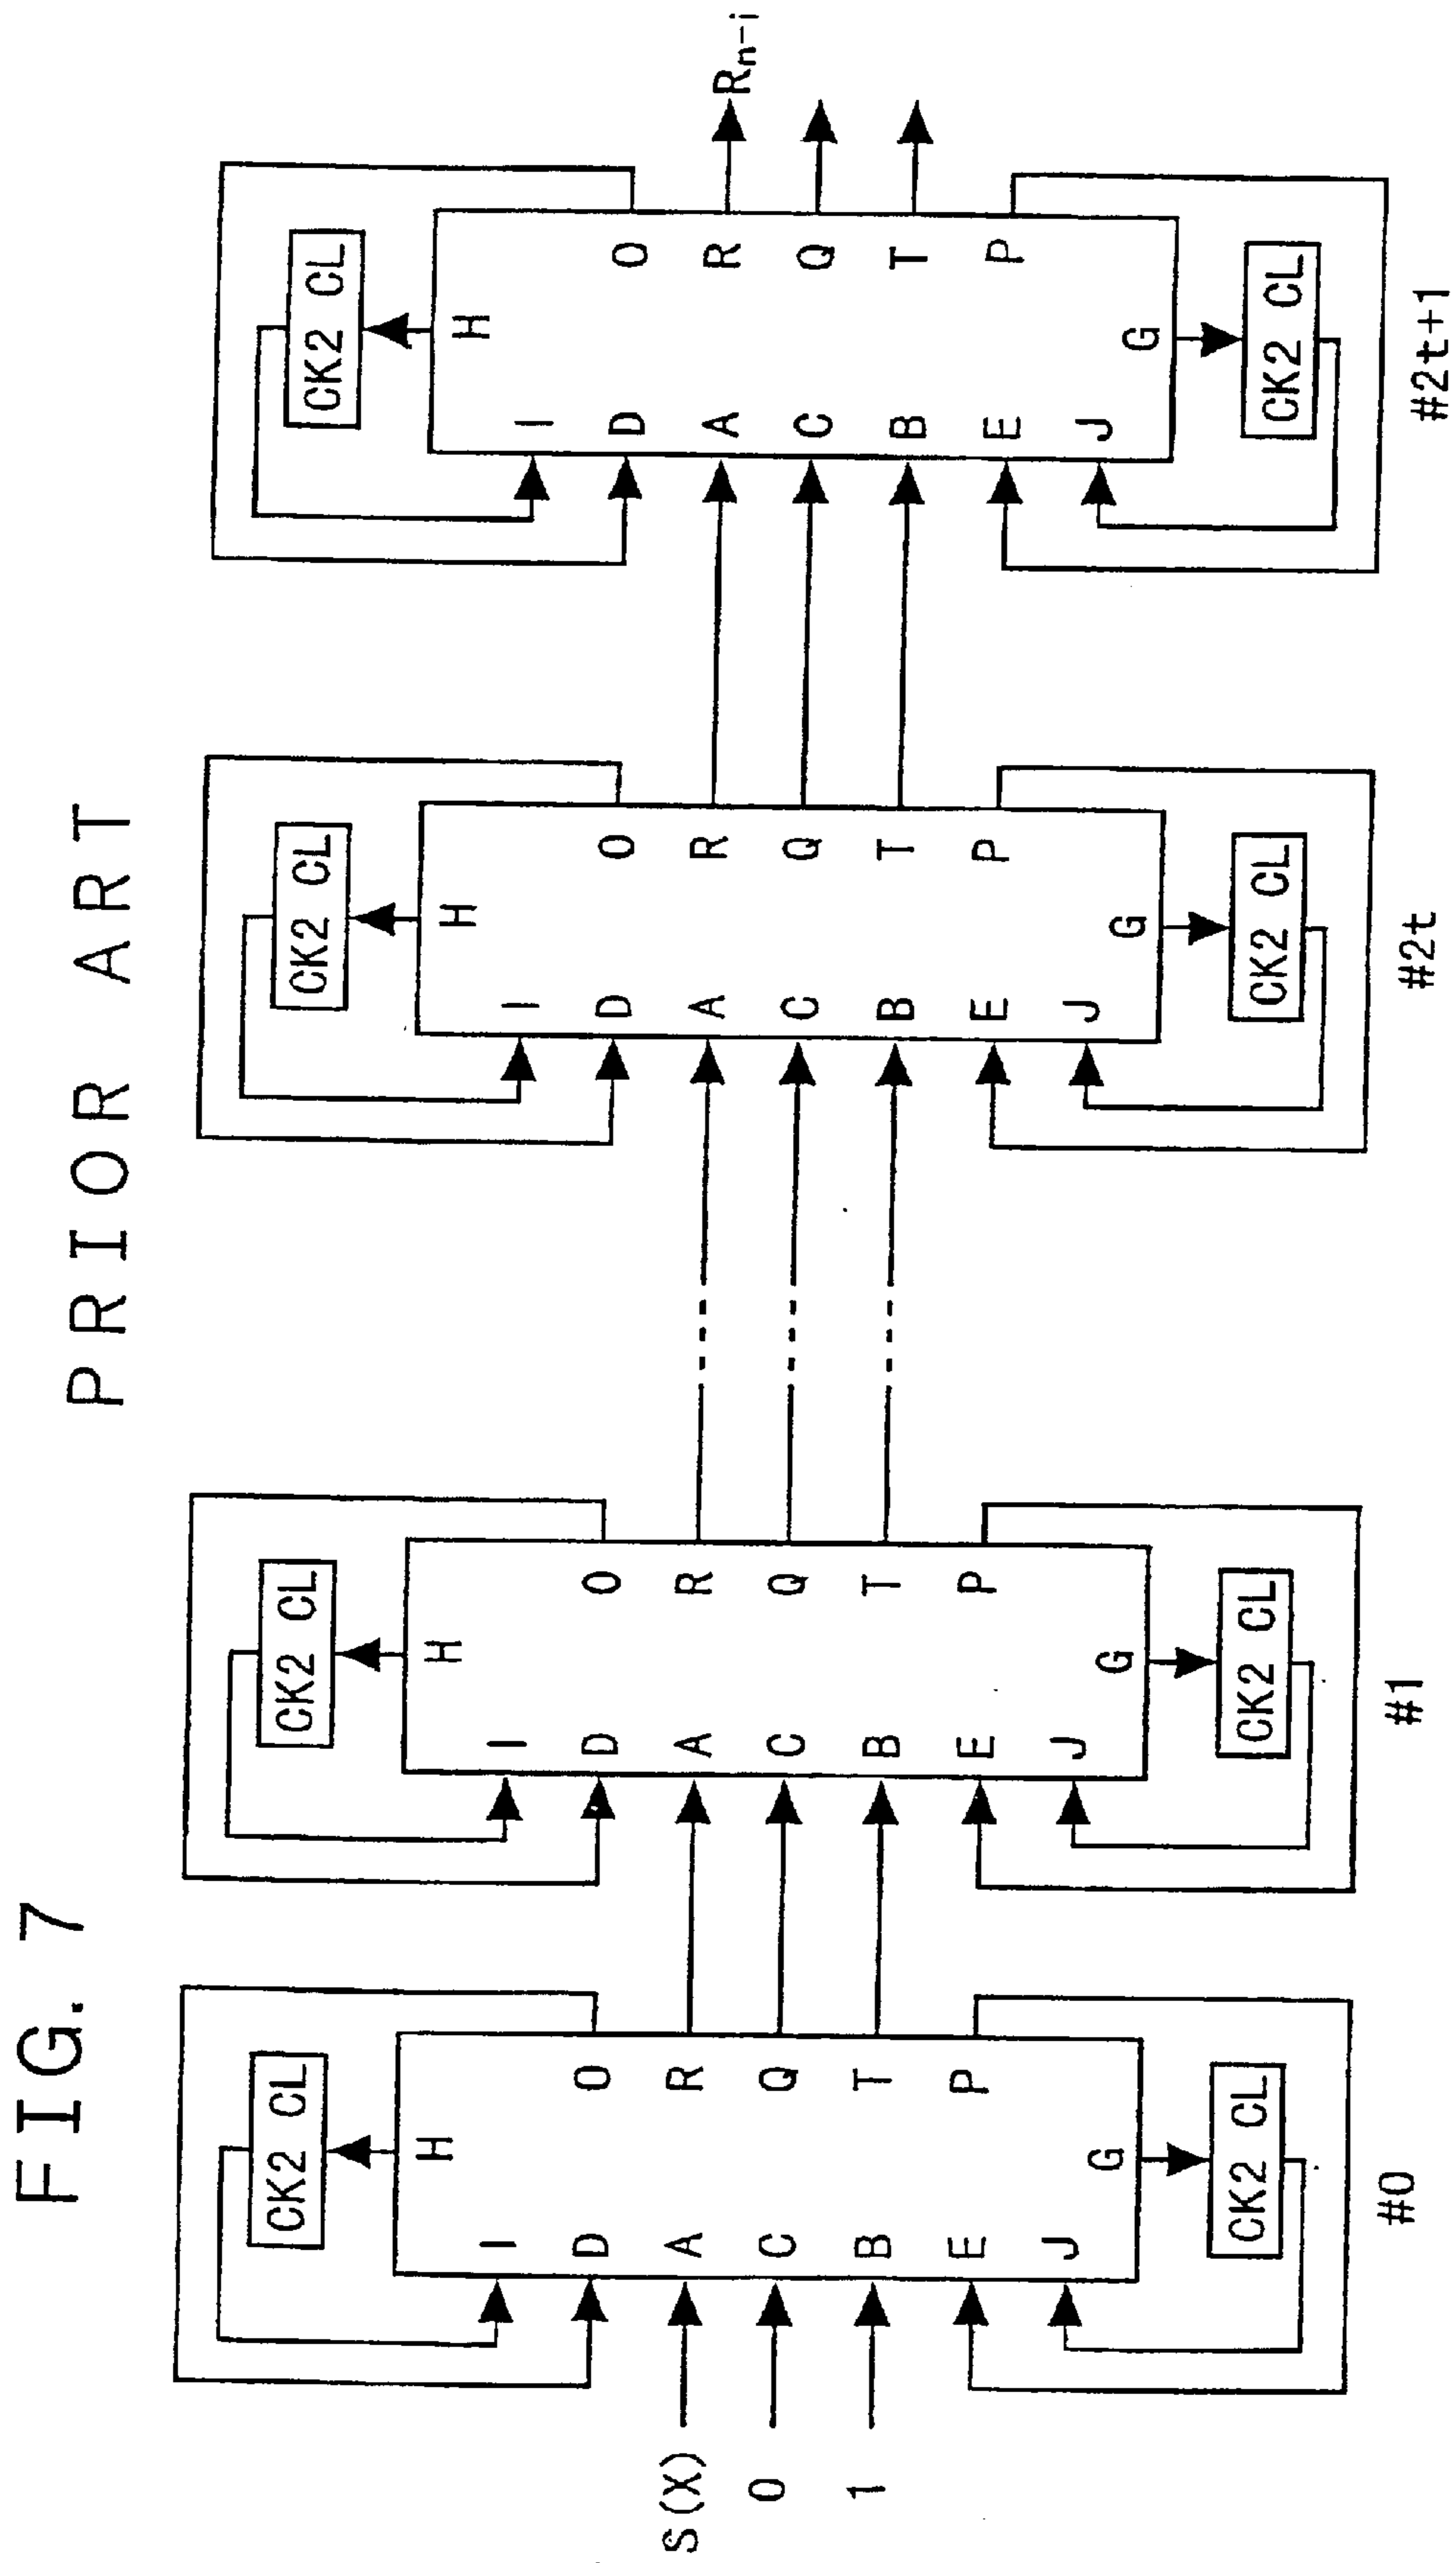 FIG. 7
PRIOR ART
CK2 CL
CK2 CL
CK2 CL
CK2 CL
H
H
H
H
I
D O
S(X) A R
0 C Q
1 B T
E P
J
G
I
D O
A R
C Q
B T
E P
J
G
I
D O
A R
C Q
B T
E P
J
G
I
D O
A R Rn-i
C Q
B T
E P
J
G
CK2 CL
CK2 CL
CK2 CL
CK2 CL
#0
#1
#2t
#2t+1